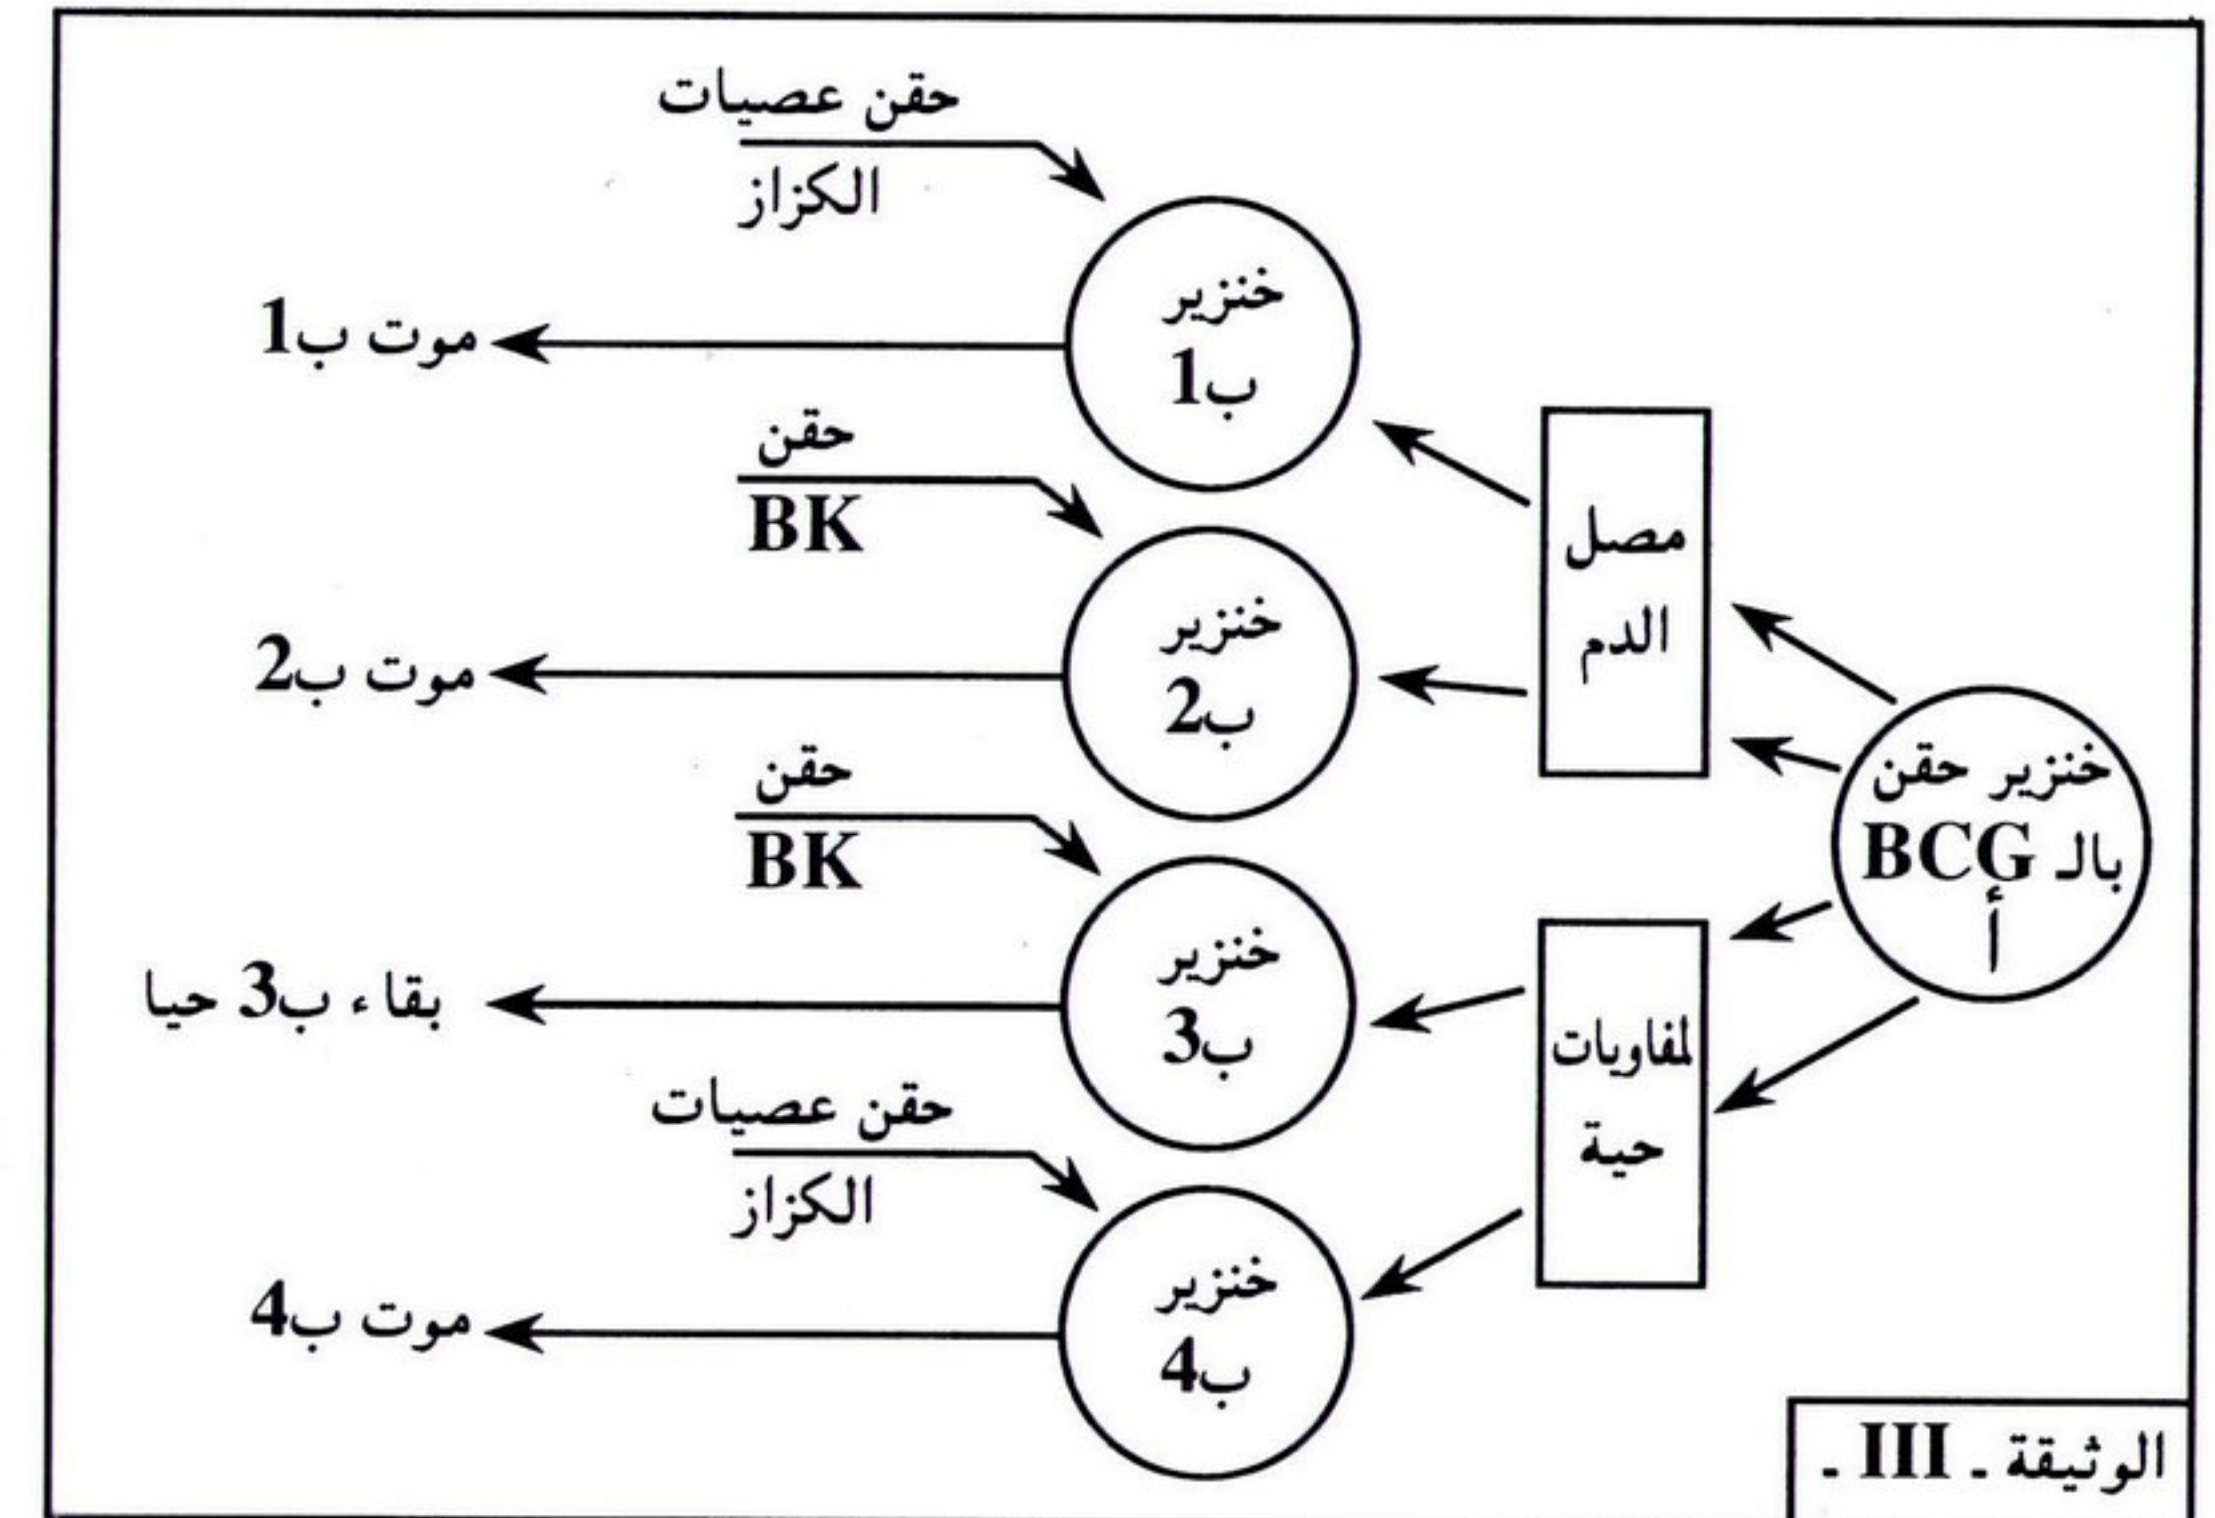 حقن عصيات
الكزاز
خنزير
ب1
موت ب1
حقن
BK
خنزير
ب2
موت ب2
مصل
الدم
خنزير حقن
بالـ BCG
أ
حقن
BK
خنزير
ب3
بقاء ب3 حيا
لمفاويات
حية
حقن عصيات
الكزاز
خنزير
ب4
موت ب4
الوثيقة ـ III ـ